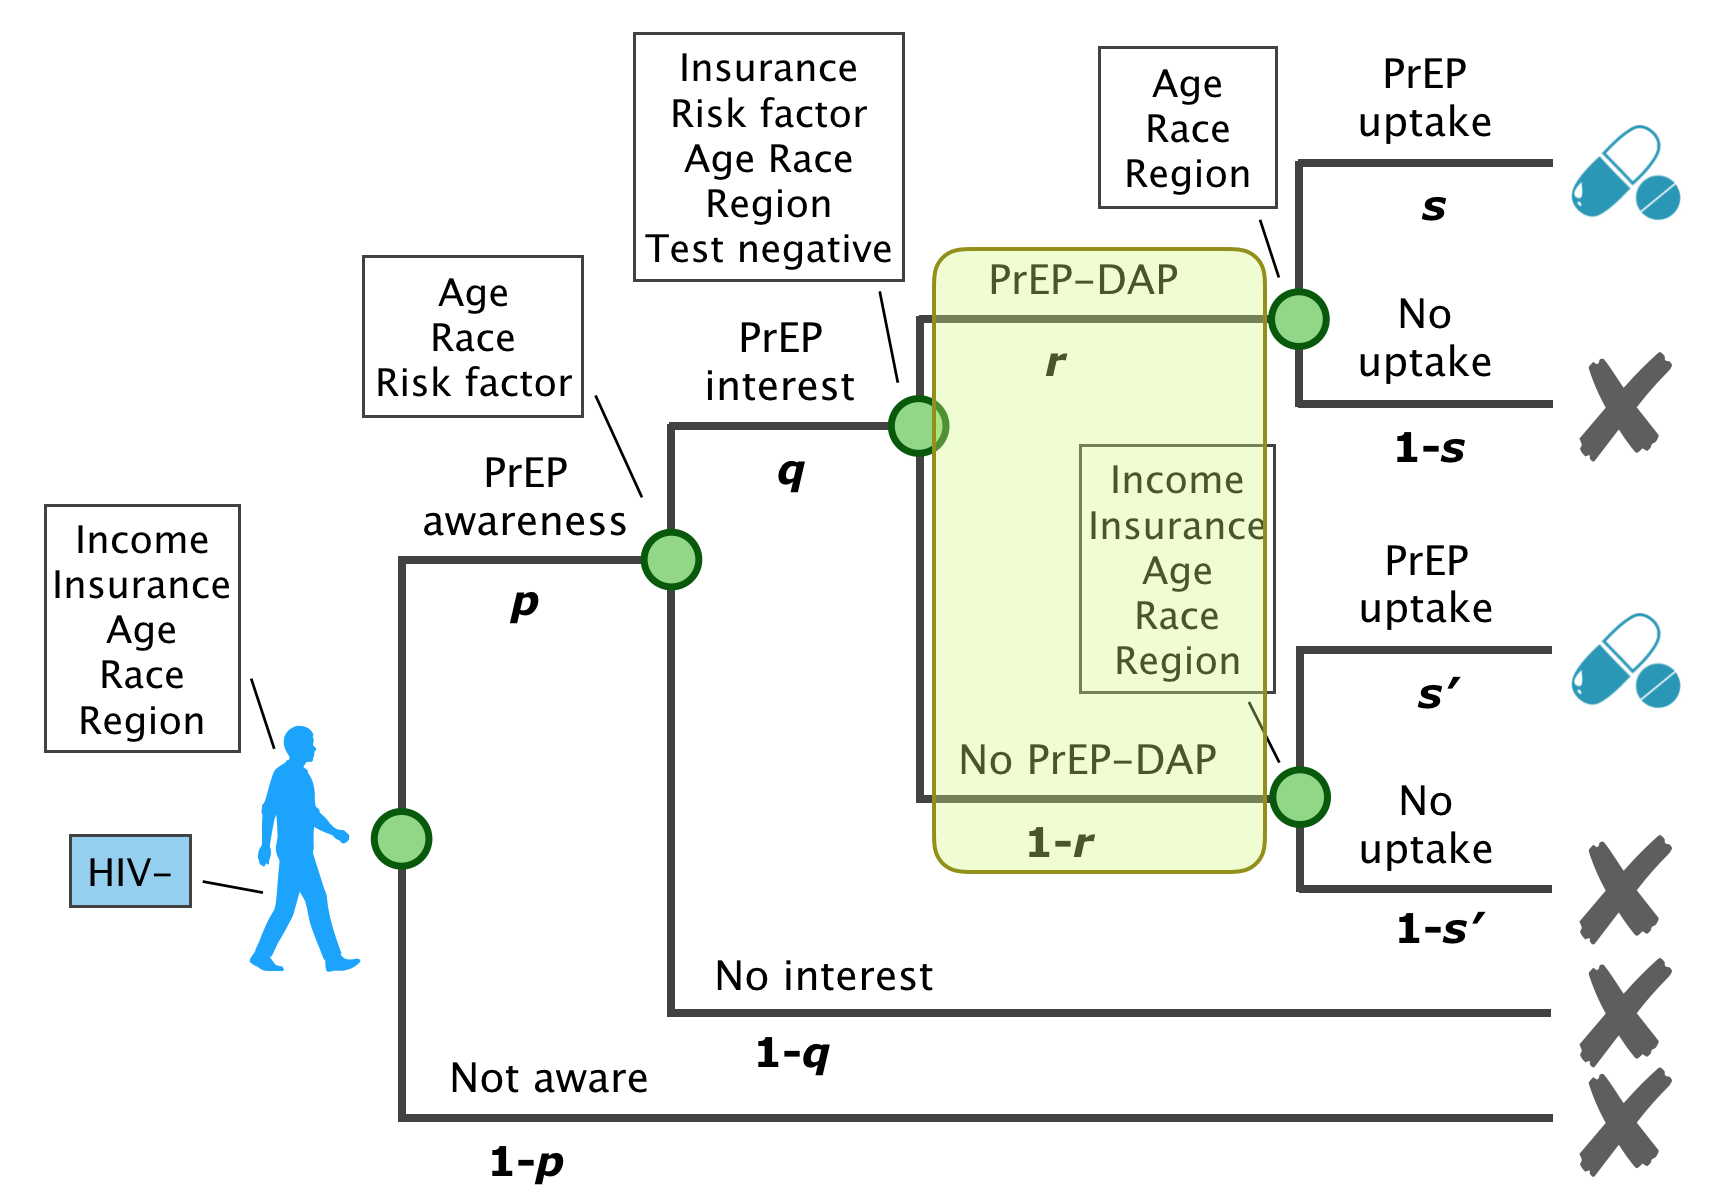 Insurance
Risk factor
Age Race
Region
Test negative
Age
Race
Region
PrEP
uptake
s
No
uptake
1-s
Age
Race
Risk factor
PrEP
interest
q
PrEP–DAP
r
PrEP
awareness
p
Income
Insurance
Age
Race
Region
Income
Insurance
Age
Race
Region
PrEP
uptake
s′
No PrEP–DAP
1-r
No
uptake
1-s′
HIV–
No interest
1-q
Not aware
1-p